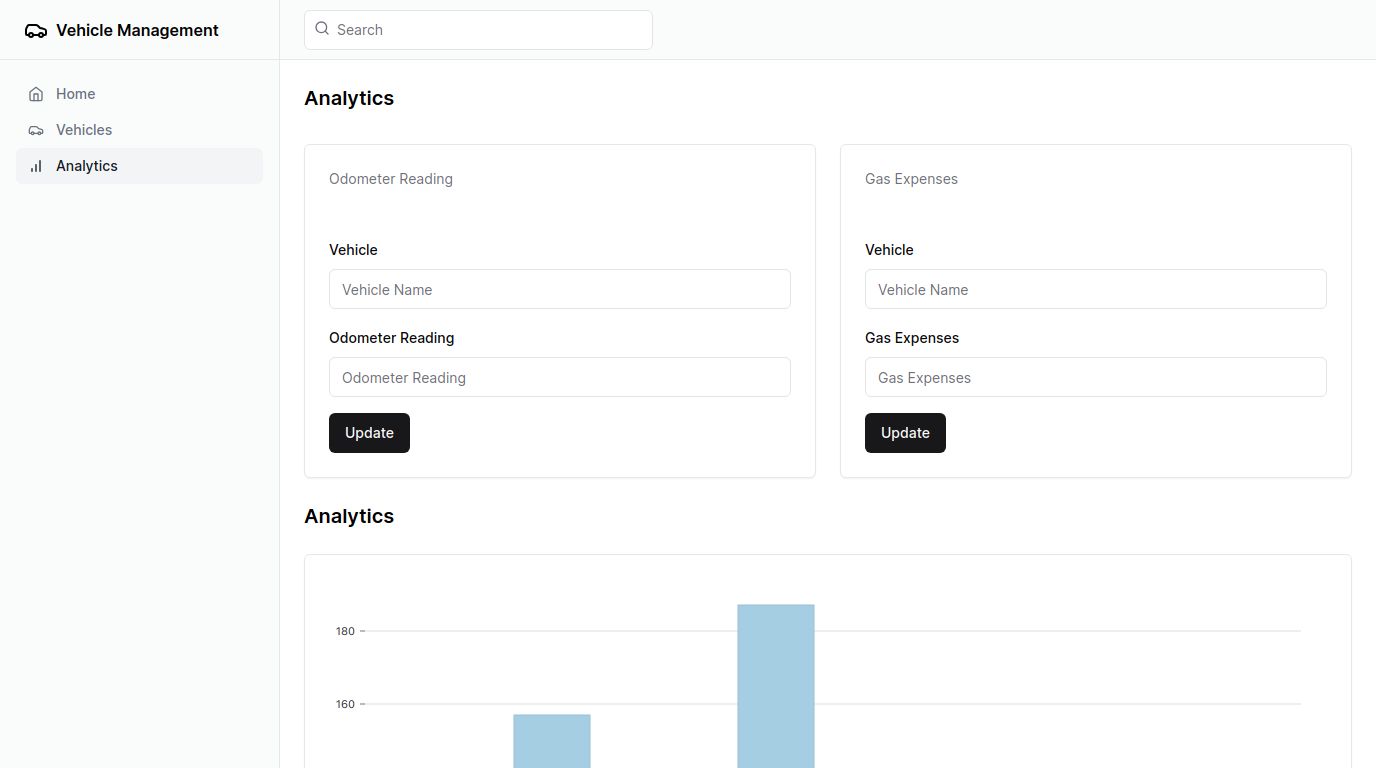 Vehicle Management
Search
Home
Vehicles
Analytics
Analytics
Odometer Reading
Vehicle
Vehicle Name
Odometer Reading
Odometer Reading
Update
Gas Expenses
Vehicle
Vehicle Name
Gas Expenses
Gas Expenses
Update
Analytics
180
160